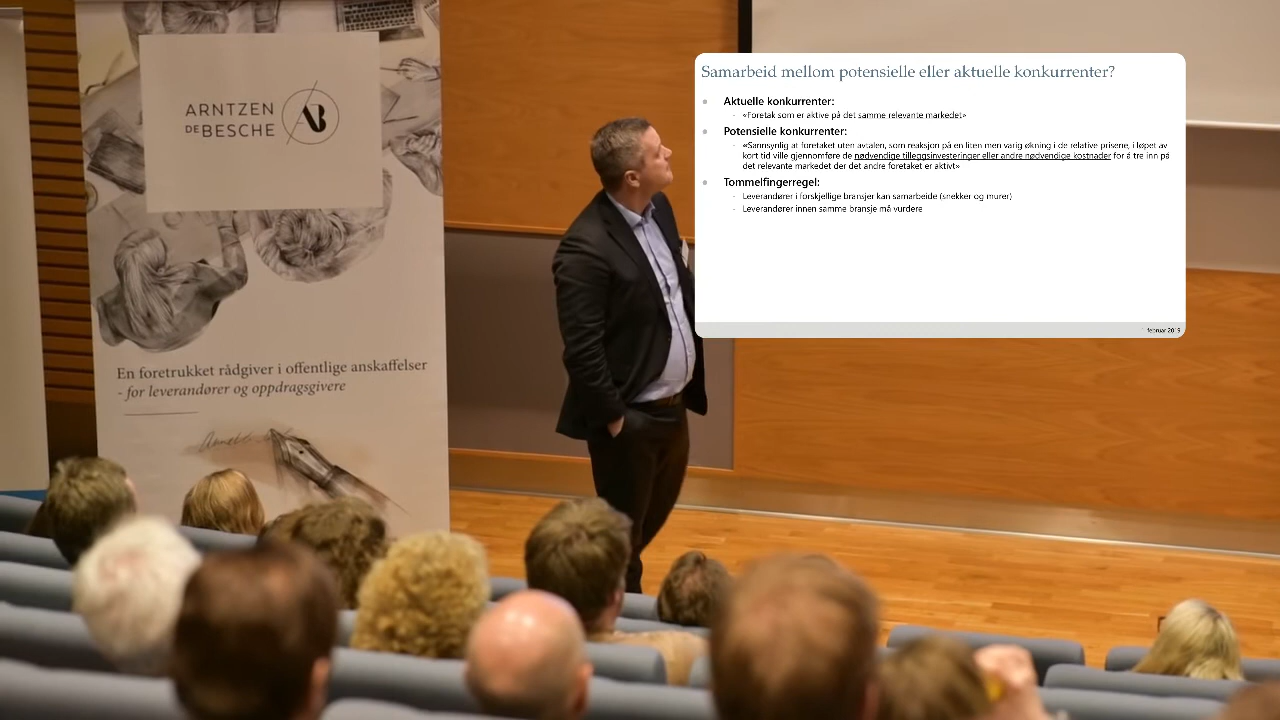 ARNTZEN
DE BESCHE
AB
En foretrukket rådgiver i offentlige anskaffelser
- for leverandører og oppdragsgivere
Samarbeid mellom potensielle eller aktuelle konkurrenter?
Aktuelle konkurrenter:
- «Foretak som er aktive på det samme relevante markedet»
Potensielle konkurrenter:
- «Sannsynlig at foretaket uten avtalen, som reaksjon på en liten men varig økning i de relative prisene, i løpet av
kort tid ville gjennomføre de nødvendige tilleggsinvesteringer eller andre nødvendige kostnader for å tre inn på
det relevante markedet der det andre foretaket er aktivt»
Tommelfingerregel:
- Leverandører i forskjellige bransjer kan samarbeide (snekker og murer)
- Leverandører innen samme bransje må vurdere
februar 2019